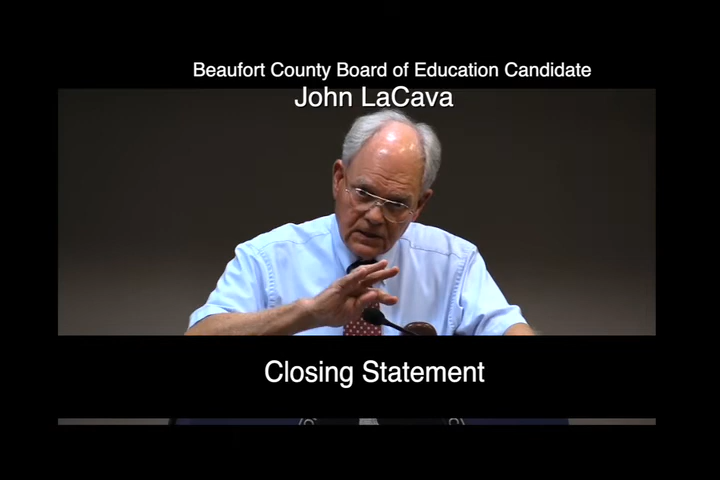 Beaufort County Board of Education Candidate
John LaCava
Closing Statement